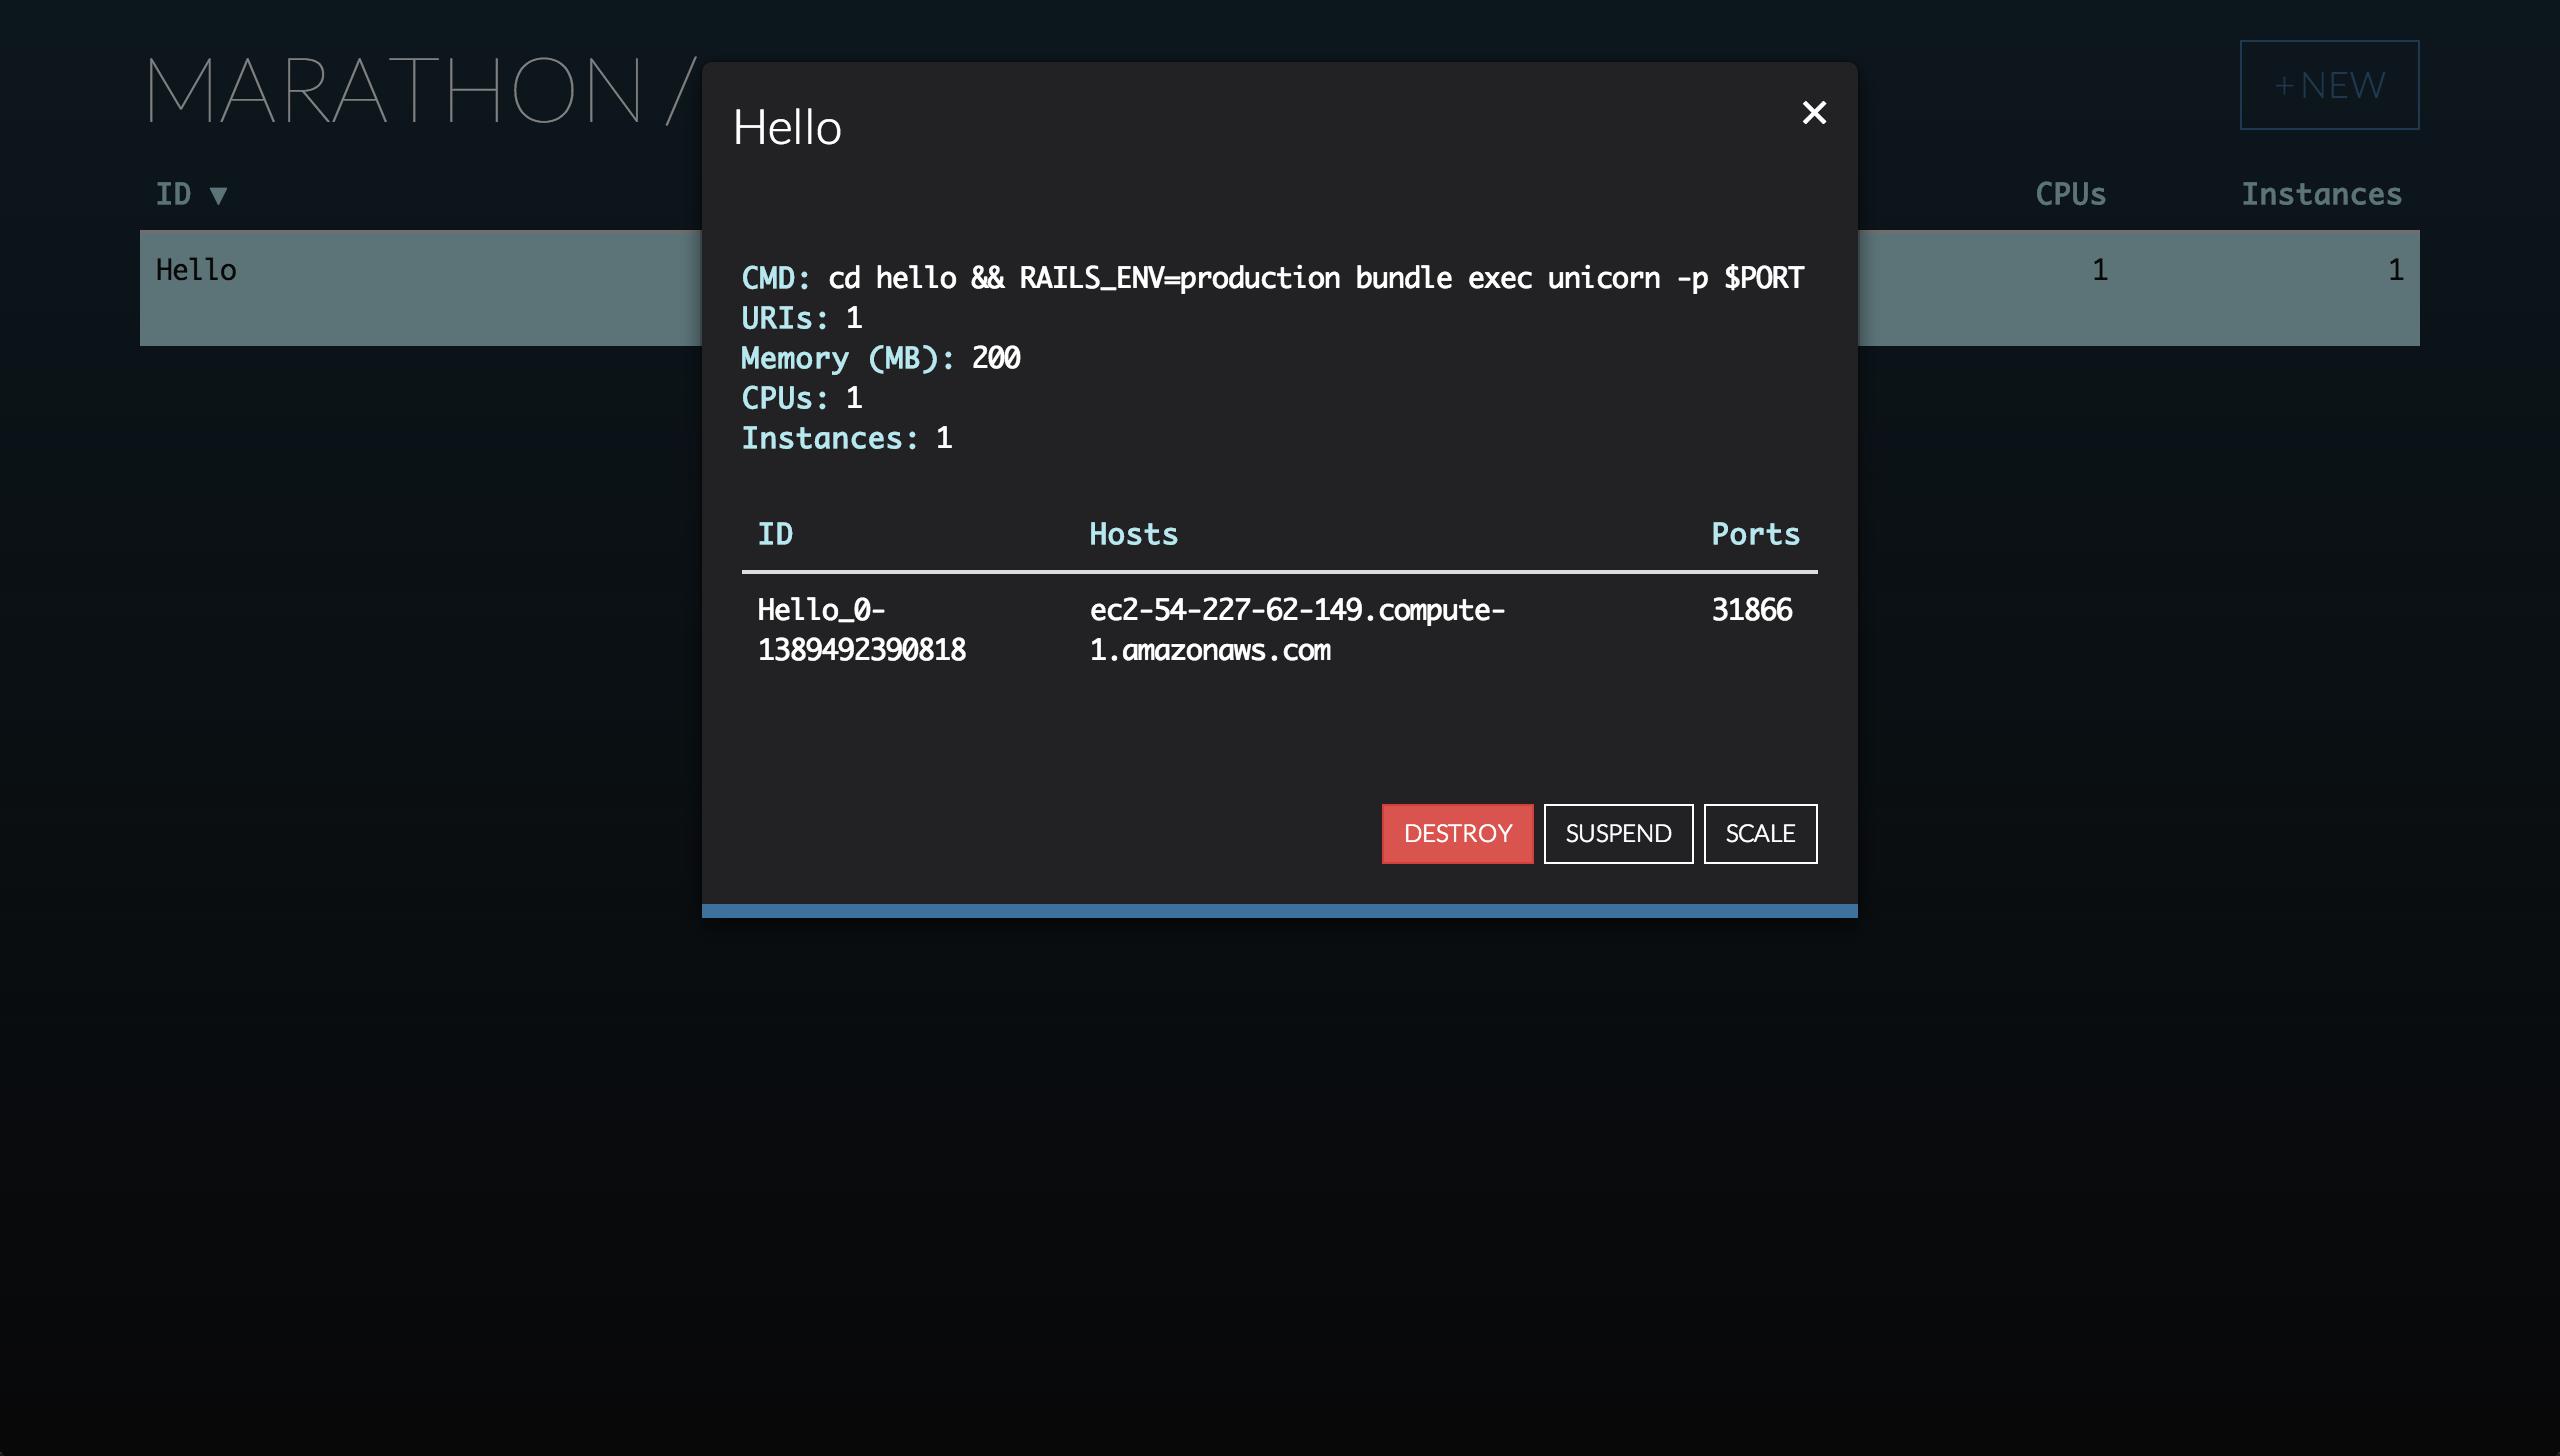 MARATHON /
+ NEW
ID ▼
CPUs
Instances
Hello
1
1
Hello
×
CMD: cd hello && RAILS_ENV=production bundle exec unicorn -p $PORT
URIs: 1
Memory (MB): 200
CPUs: 1
Instances: 1
ID
Hosts
Ports
Hello_0-
1389492390818
ec2-54-227-62-149.compute-
1.amazonaws.com
31866
DESTROY
SUSPEND
SCALE